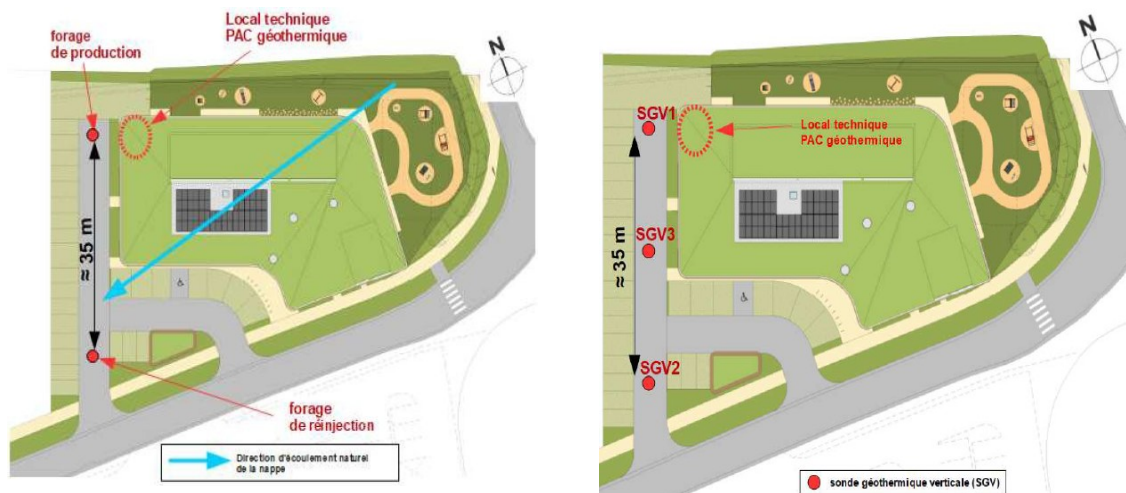 Local technique
PAC géothermique
forage
de production
N
≈ 35 m
forage
de réinjection
Direction d'écoulement naturel
de la nappe
N
SGV1
Local technique
PAC géothermique
SGV3
≈ 35 m
SGV2
sonde géothermique verticale (SGV)